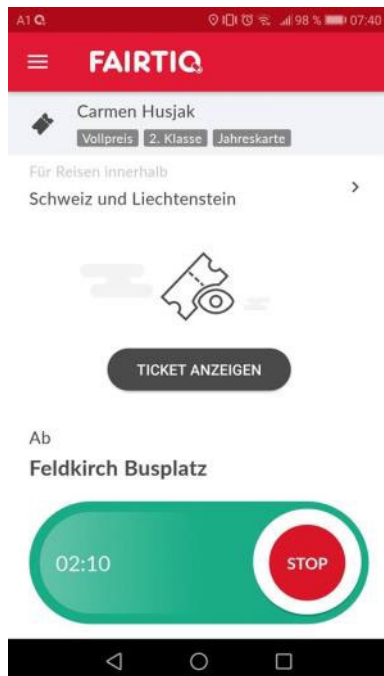 A1 98 % 07:40
FAIRTIQ
Carmen Husjak
Vollpreis 2. Klasse Jahreskarte
Für Reisen innerhalb
Schweiz und Liechtenstein
TICKET ANZEIGEN
Ab
Feldkirch Busplatz
02:10 STOP